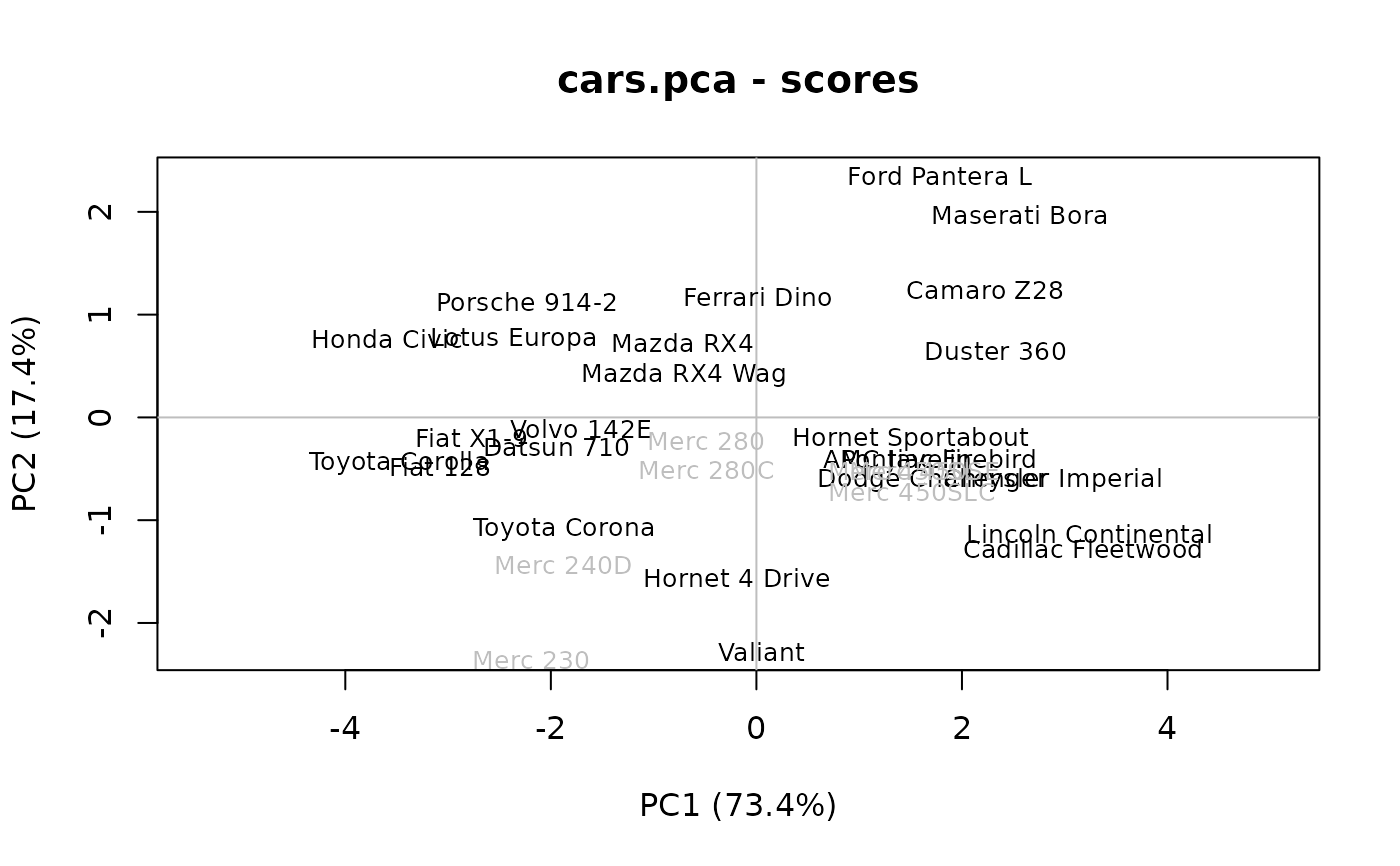 cars.pca - scores
Ford Pantera L
Maserati Bora
Camaro Z28
Ferrari Dino
Porsche 914-2
Honda Civic
Lotus Europa
Mazda RX4
Duster 360
Mazda RX4 Wag
Volvo 142E
Fiat X1-9
Datsun 710
Merc 280
Hornet Sportabout
Toyota Corolla
Fiat 128
Merc 280C
AMC Javelin
Pontiac Firebird
Dodge Challenger
Chrysler Imperial
Merc 450SLC
Toyota Corona
Lincoln Continental
Cadillac Fleetwood
Merc 240D
Hornet 4 Drive
Valiant
Merc 230
2
1
0
-1
-2
PC2 (17.4%)
-4
-2
0
2
4
PC1 (73.4%)